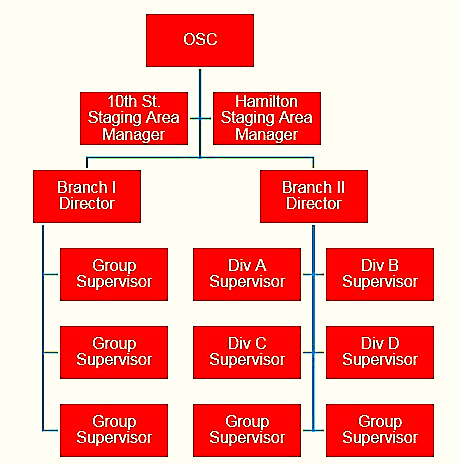 OSC
10th St.
Staging Area
Manager
Hamilton
Staging Area
Manager
Branch I
Director
Branch II
Director
Group
Supervisor
Div A
Supervisor
Div B
Supervisor
Group
Supervisor
Div C
Supervisor
Div D
Supervisor
Group
Supervisor
Group
Supervisor
Group
Supervisor